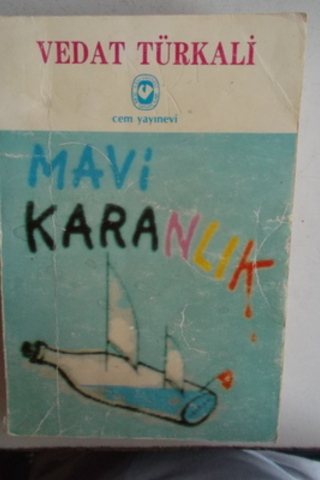 VEDAT TÜRKALİ
cem yayınevi
MAVİ
KARANLIK